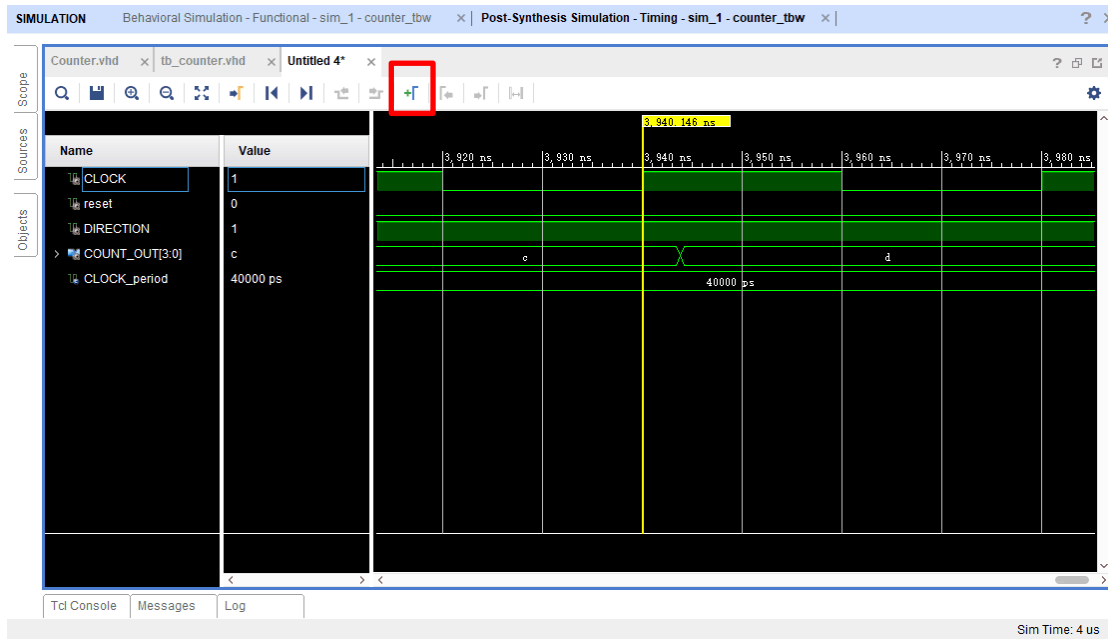 SIMULATION
Behavioral Simulation - Functional - sim_1 - counter_tbw
Post-Synthesis Simulation - Timing - sim_1 - counter_tbw
Counter.vhd
tb_counter.vhd
Untitled 4*
Scope
Sources
Objects
3,940.146 ns
Name Value
3,920 ns 3,930 ns 3,940 ns 3,950 ns 3,960 ns 3,970 ns 3,980 ns
CLOCK 1
reset 0
DIRECTION 1
COUNT_OUT[3:0] c c d
CLOCK_period 40000 ps 40000 ps
Tcl Console Messages Log
Sim Time: 4 us